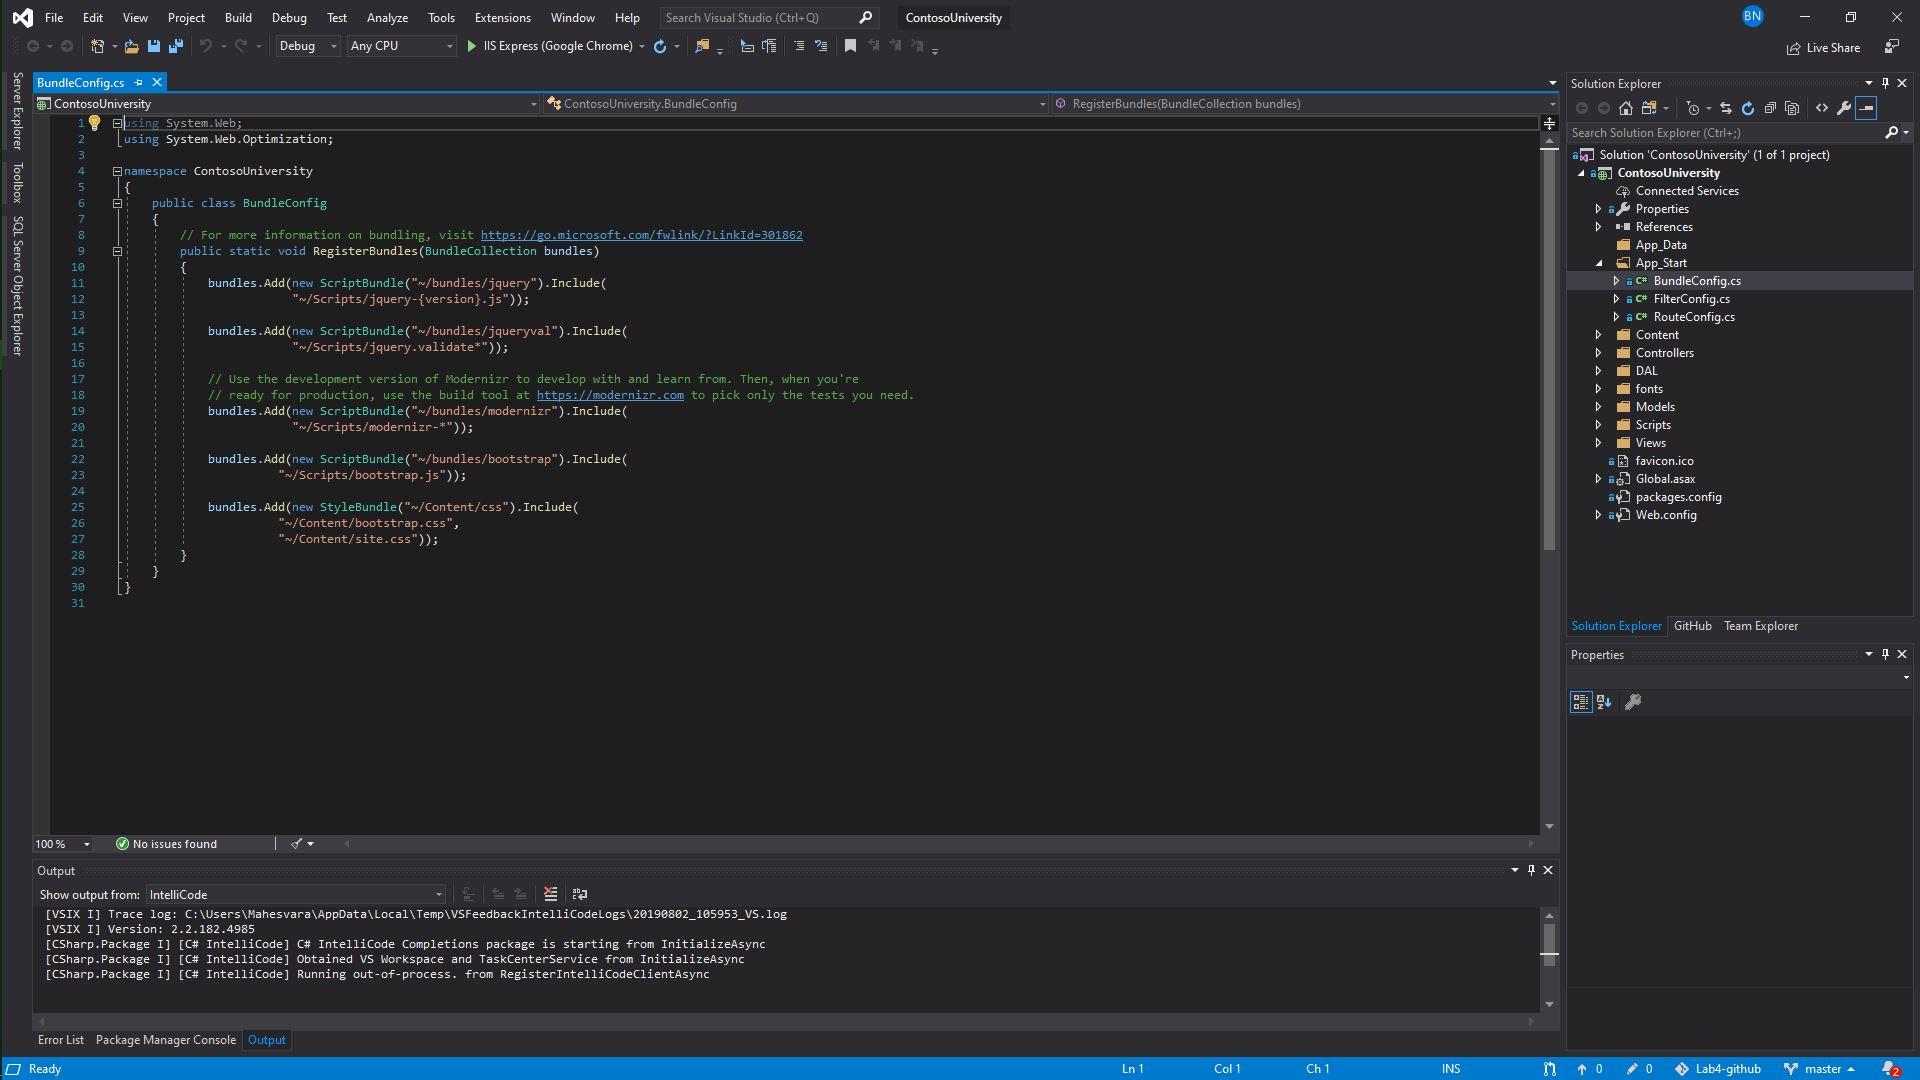 File Edit View Project Build Debug Test Analyze Tools Extensions Window Help Search Visual Studio (Ctrl+Q) ContosoUniversity BN
Debug Any CPU IIS Express (Google Chrome) Live Share
Server Explorer
Toolbox
SQL Server Object Explorer
BundleConfig.cs
ContosoUniversity ContosoUniversity.BundleConfig RegisterBundles(BundleCollection bundles)
1 using System.Web;
2 using System.Web.Optimization;
3
4 namespace ContosoUniversity
5 {
6 public class BundleConfig
7 {
8 // For more information on bundling, visit https://go.microsoft.com/fwlink/?LinkId=301862
9 public static void RegisterBundles(BundleCollection bundles)
10 {
11 bundles.Add(new ScriptBundle("~/bundles/jquery").Include(
12 "~/Scripts/jquery-{version}.js"));
13
14 bundles.Add(new ScriptBundle("~/bundles/jqueryval").Include(
15 "~/Scripts/jquery.validate*"));
16
17 // Use the development version of Modernizr to develop with and learn from. Then, when you're
18 // ready for production, use the build tool at https://modernizr.com to pick only the tests you need.
19 bundles.Add(new ScriptBundle("~/bundles/modernizr").Include(
20 "~/Scripts/modernizr-*"));
21
22 bundles.Add(new ScriptBundle("~/bundles/bootstrap").Include(
23 "~/Scripts/bootstrap.js"));
24
25 bundles.Add(new StyleBundle("~/Content/css").Include(
26 "~/Content/bootstrap.css",
27 "~/Content/site.css"));
28 }
29 }
30 }
31
100 % No issues found
Output
Show output from: IntelliCode
[VSIX I] Trace log: C:\Users\Mahesvara\AppData\Local\Temp\VSFeedbackIntelliCodeLogs\20190802_105953_VS.log
[VSIX I] Version: 2.2.182.4985
[CSharp.Package I] [C# IntelliCode] C# IntelliCode Completions package is starting from InitializeAsync
[CSharp.Package I] [C# IntelliCode] Obtained VS Workspace and TaskCenterService from InitializeAsync
[CSharp.Package I] [C# IntelliCode] Running out-of-process. from RegisterIntelliCodeClientAsync
Error List Package Manager Console Output
Solution Explorer
Search Solution Explorer (Ctrl+;)
Solution 'ContosoUniversity' (1 of 1 project)
ContosoUniversity
Connected Services
Properties
References
App_Data
App_Start
C# BundleConfig.cs
C# FilterConfig.cs
C# RouteConfig.cs
Content
Controllers
DAL
fonts
Models
Scripts
Views
favicon.ico
Global.asax
packages.config
Web.config
Solution Explorer GitHub Team Explorer
Properties
Ready Ln 1 Col 1 Ch 1 INS 0 0 Lab4-github master 2